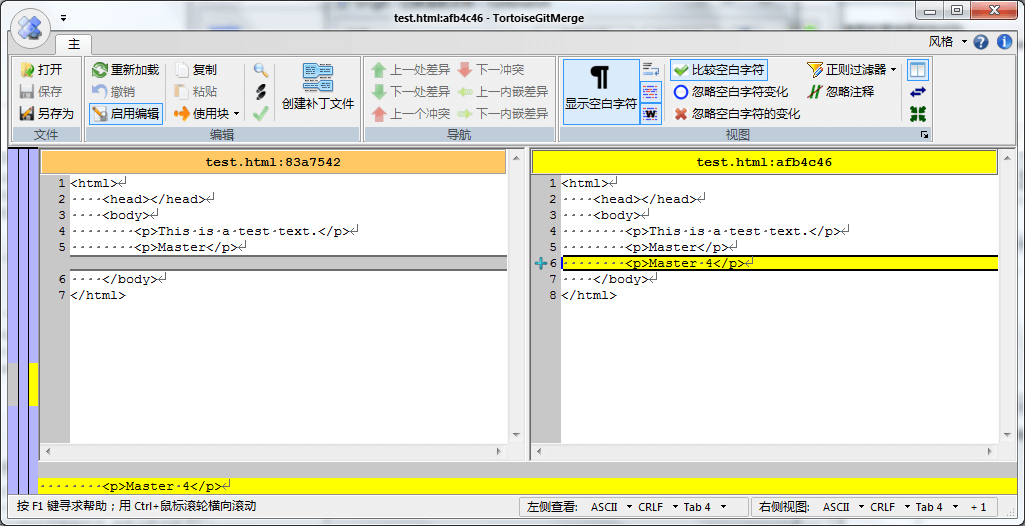 test.html:afb4c46 - TortoiseGitMerge
主
风格
打开
保存
另存为
文件
重新加载
撤销
启用编辑
复制
粘贴
使用块
编辑
创建补丁文件
上一处差异
下一处差异
上一个冲突
下一冲突
上一内嵌差异
下一内嵌差异
导航
显示空白字符
比较空白字符
忽略空白字符变化
忽略空白字符的变化
正则过滤器
忽略注释
视图
test.html:83a7542
1 <html>↵
2 ····<head></head>↵
3 ····<body>↵
4 ········<p>This·is·a·test·text.</p>↵
5 ········<p>Master</p>↵
6 ····</body>↵
7 </html>
test.html:afb4c46
1 <html>↵
2 ····<head></head>↵
3 ····<body>↵
4 ········<p>This·is·a·test·text.</p>↵
5 ········<p>Master</p>↵
6 ········<p>Master·4</p>↵
7 ····</body>↵
8 </html>
········<p>Master·4</p>↵
按 F1 键寻求帮助；用 Ctrl+鼠标滚轮横向滚动
左侧查看: ASCII CRLF Tab 4
右侧视图: ASCII CRLF Tab 4 + 1